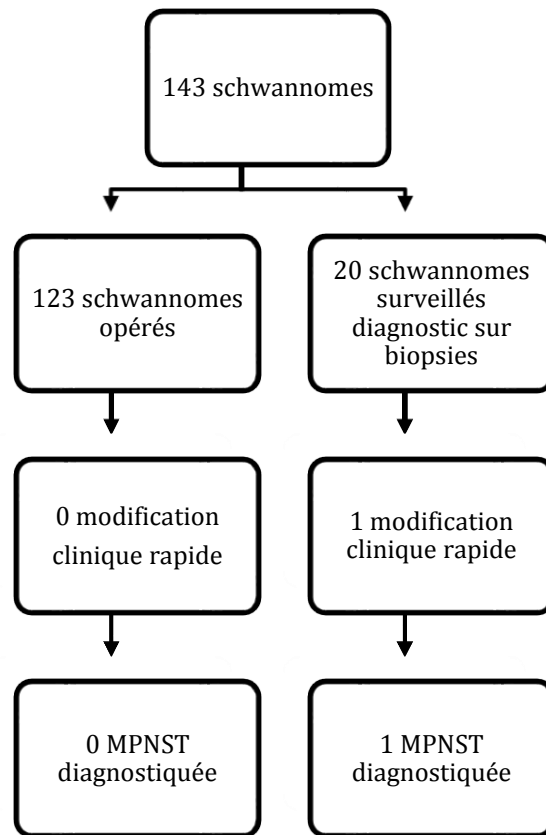 143 schwannomes
123 schwannomes
opérés
20 schwannomes
surveillés
diagnostic sur
biopsies
0 modification
clinique rapide
1 modification
clinique rapide
0 MPNST
diagnostiquée
1 MPNST
diagnostiquée